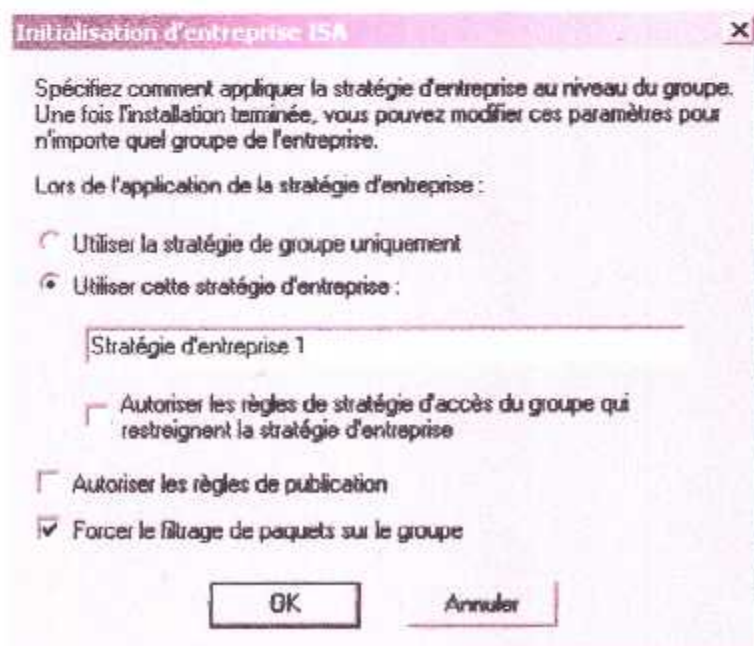 Initialisation d'entreprise ISA
Spécifiez comment appliquer la stratégie d'entreprise au niveau du groupe.
Une fois l'installation terminée, vous pouvez modifier ces paramètres pour
n'importe quel groupe de l'entreprise.
Lors de l'application de la stratégie d'entreprise :
Utiliser la stratégie de groupe uniquement
Utiliser cette stratégie d'entreprise :
Stratégie d'entreprise 1
Autoriser les règles de stratégie d'accès du groupe qui
restreignent la stratégie d'entreprise
Autoriser les règles de publication
Forcer le filtrage de paquets sur le groupe
OK Annuler